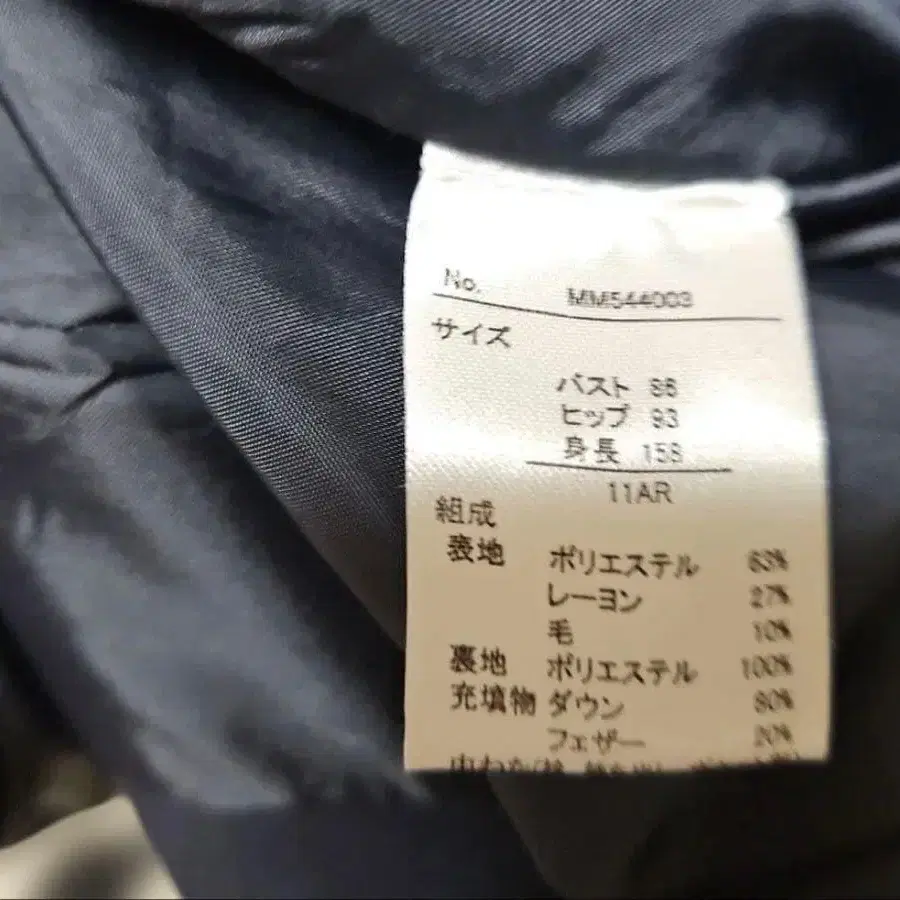 No. MM544003
サイズ
バスト 86
ヒップ 93
身長 158
11AR
組成
表地 ポリエステル 63%
レーヨン 27%
毛 10%
裏地 ポリエステル 100%
充填物 ダウン 80%
フェザー 20%